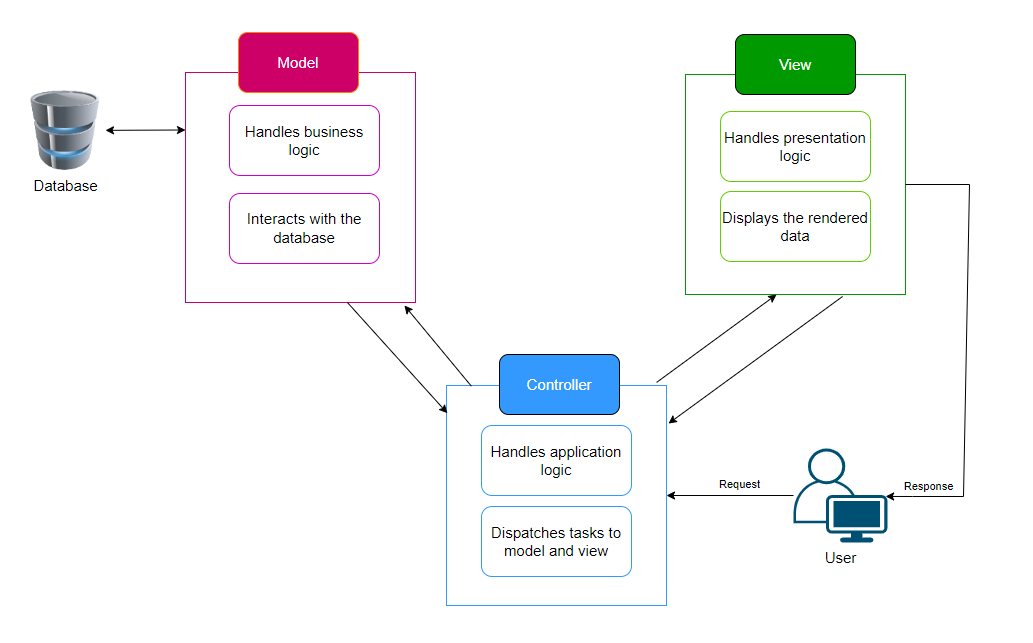 Model
Handles business
logic
Interacts with the
database
Database
View
Handles presentation
logic
Displays the rendered
data
Controller
Handles application
logic
Dispatches tasks to
model and view
Request
Response
User